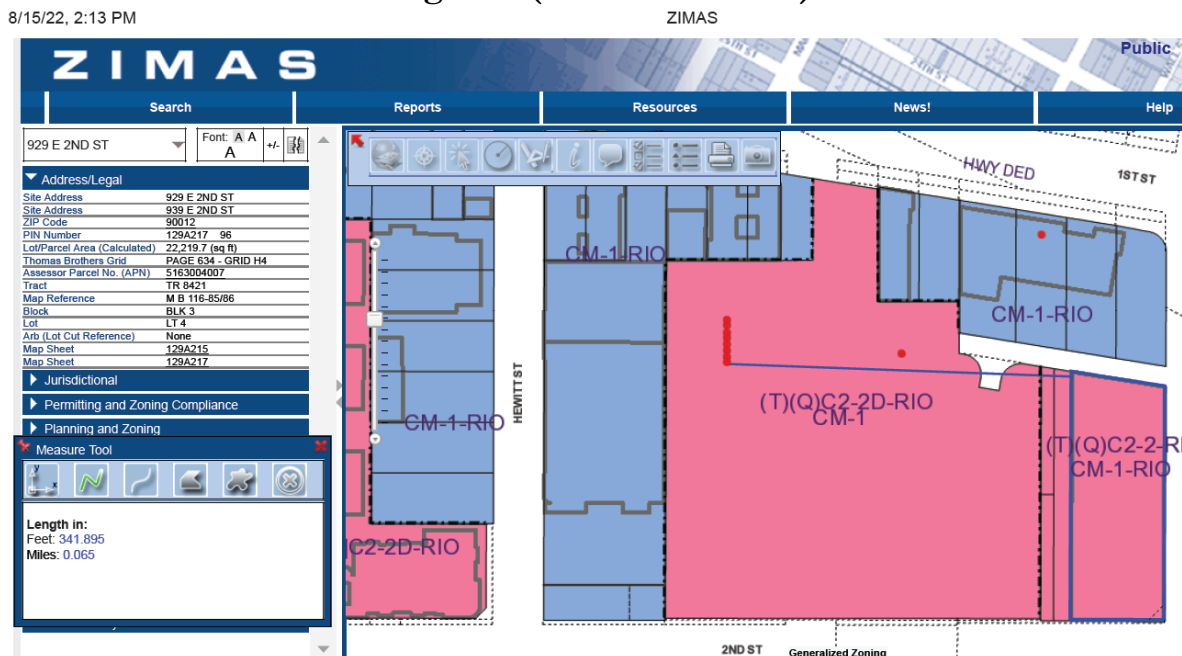 8/15/22, 2:13 PM
ZIMAS
ZIMAS
Public
Search
Reports
Resources
News!
Help
929 E 2ND ST
Font: A A
A
+/-
Address/Legal
Site Address 929 E 2ND ST
Site Address 939 E 2ND ST
ZIP Code 90012
PIN Number 129A217 96
Lot/Parcel Area (Calculated) 22,219.7 (sq ft)
Thomas Brothers Grid PAGE 634 - GRID H4
Assessor Parcel No. (APN) 5163004007
Tract TR 8421
Map Reference M B 116-85/86
Block BLK 3
Lot LT 4
Arb (Lot Cut Reference) None
Map Sheet 129A215
Map Sheet 129A217
Jurisdictional
Permitting and Zoning Compliance
Planning and Zoning
Measure Tool
Length in:
Feet: 341.895
Miles: 0.065
HWY DED
1ST ST
CM-1-RIO
CM-1-RIO
HEWITT ST
(T)(Q)C2-2D-RIO
CM-1
CM-1-RIO
(T)(Q)C2-2-RI
CM-1-RIO
C2-2D-RIO
2ND ST
Generalized Zoning